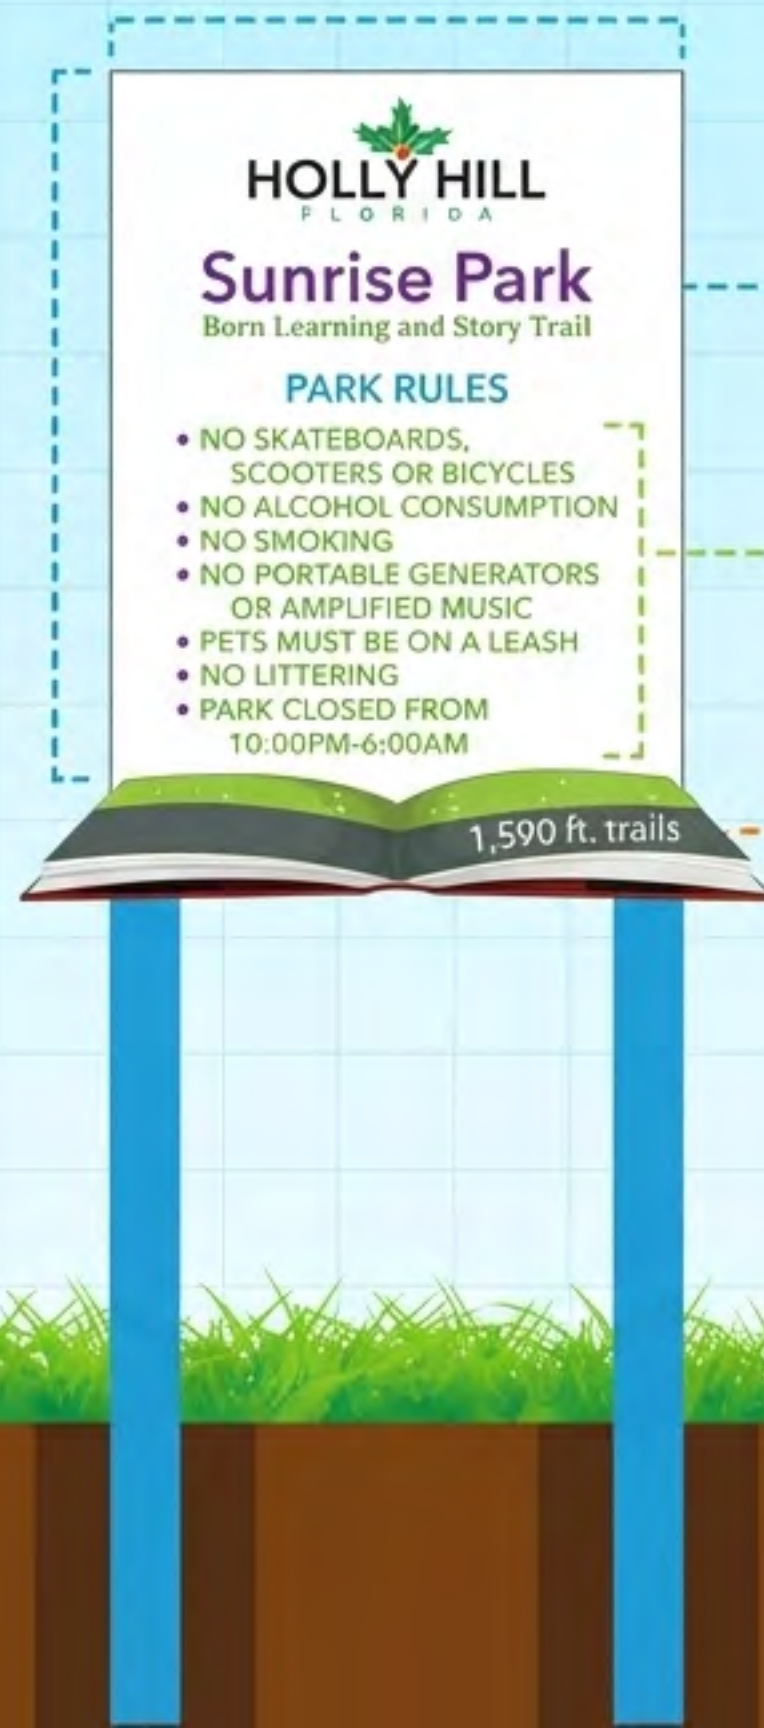 HOLLY HILL
FLORIDA
Sunrise Park
Born Learning and Story Trail
PARK RULES
• NO SKATEBOARDS,
SCOOTERS OR BICYCLES
• NO ALCOHOL CONSUMPTION
• NO SMOKING
• NO PORTABLE GENERATORS
OR AMPLIFIED MUSIC
• PETS MUST BE ON A LEASH
• NO LITTERING
• PARK CLOSED FROM
10:00PM-6:00AM
1,590 ft. trails